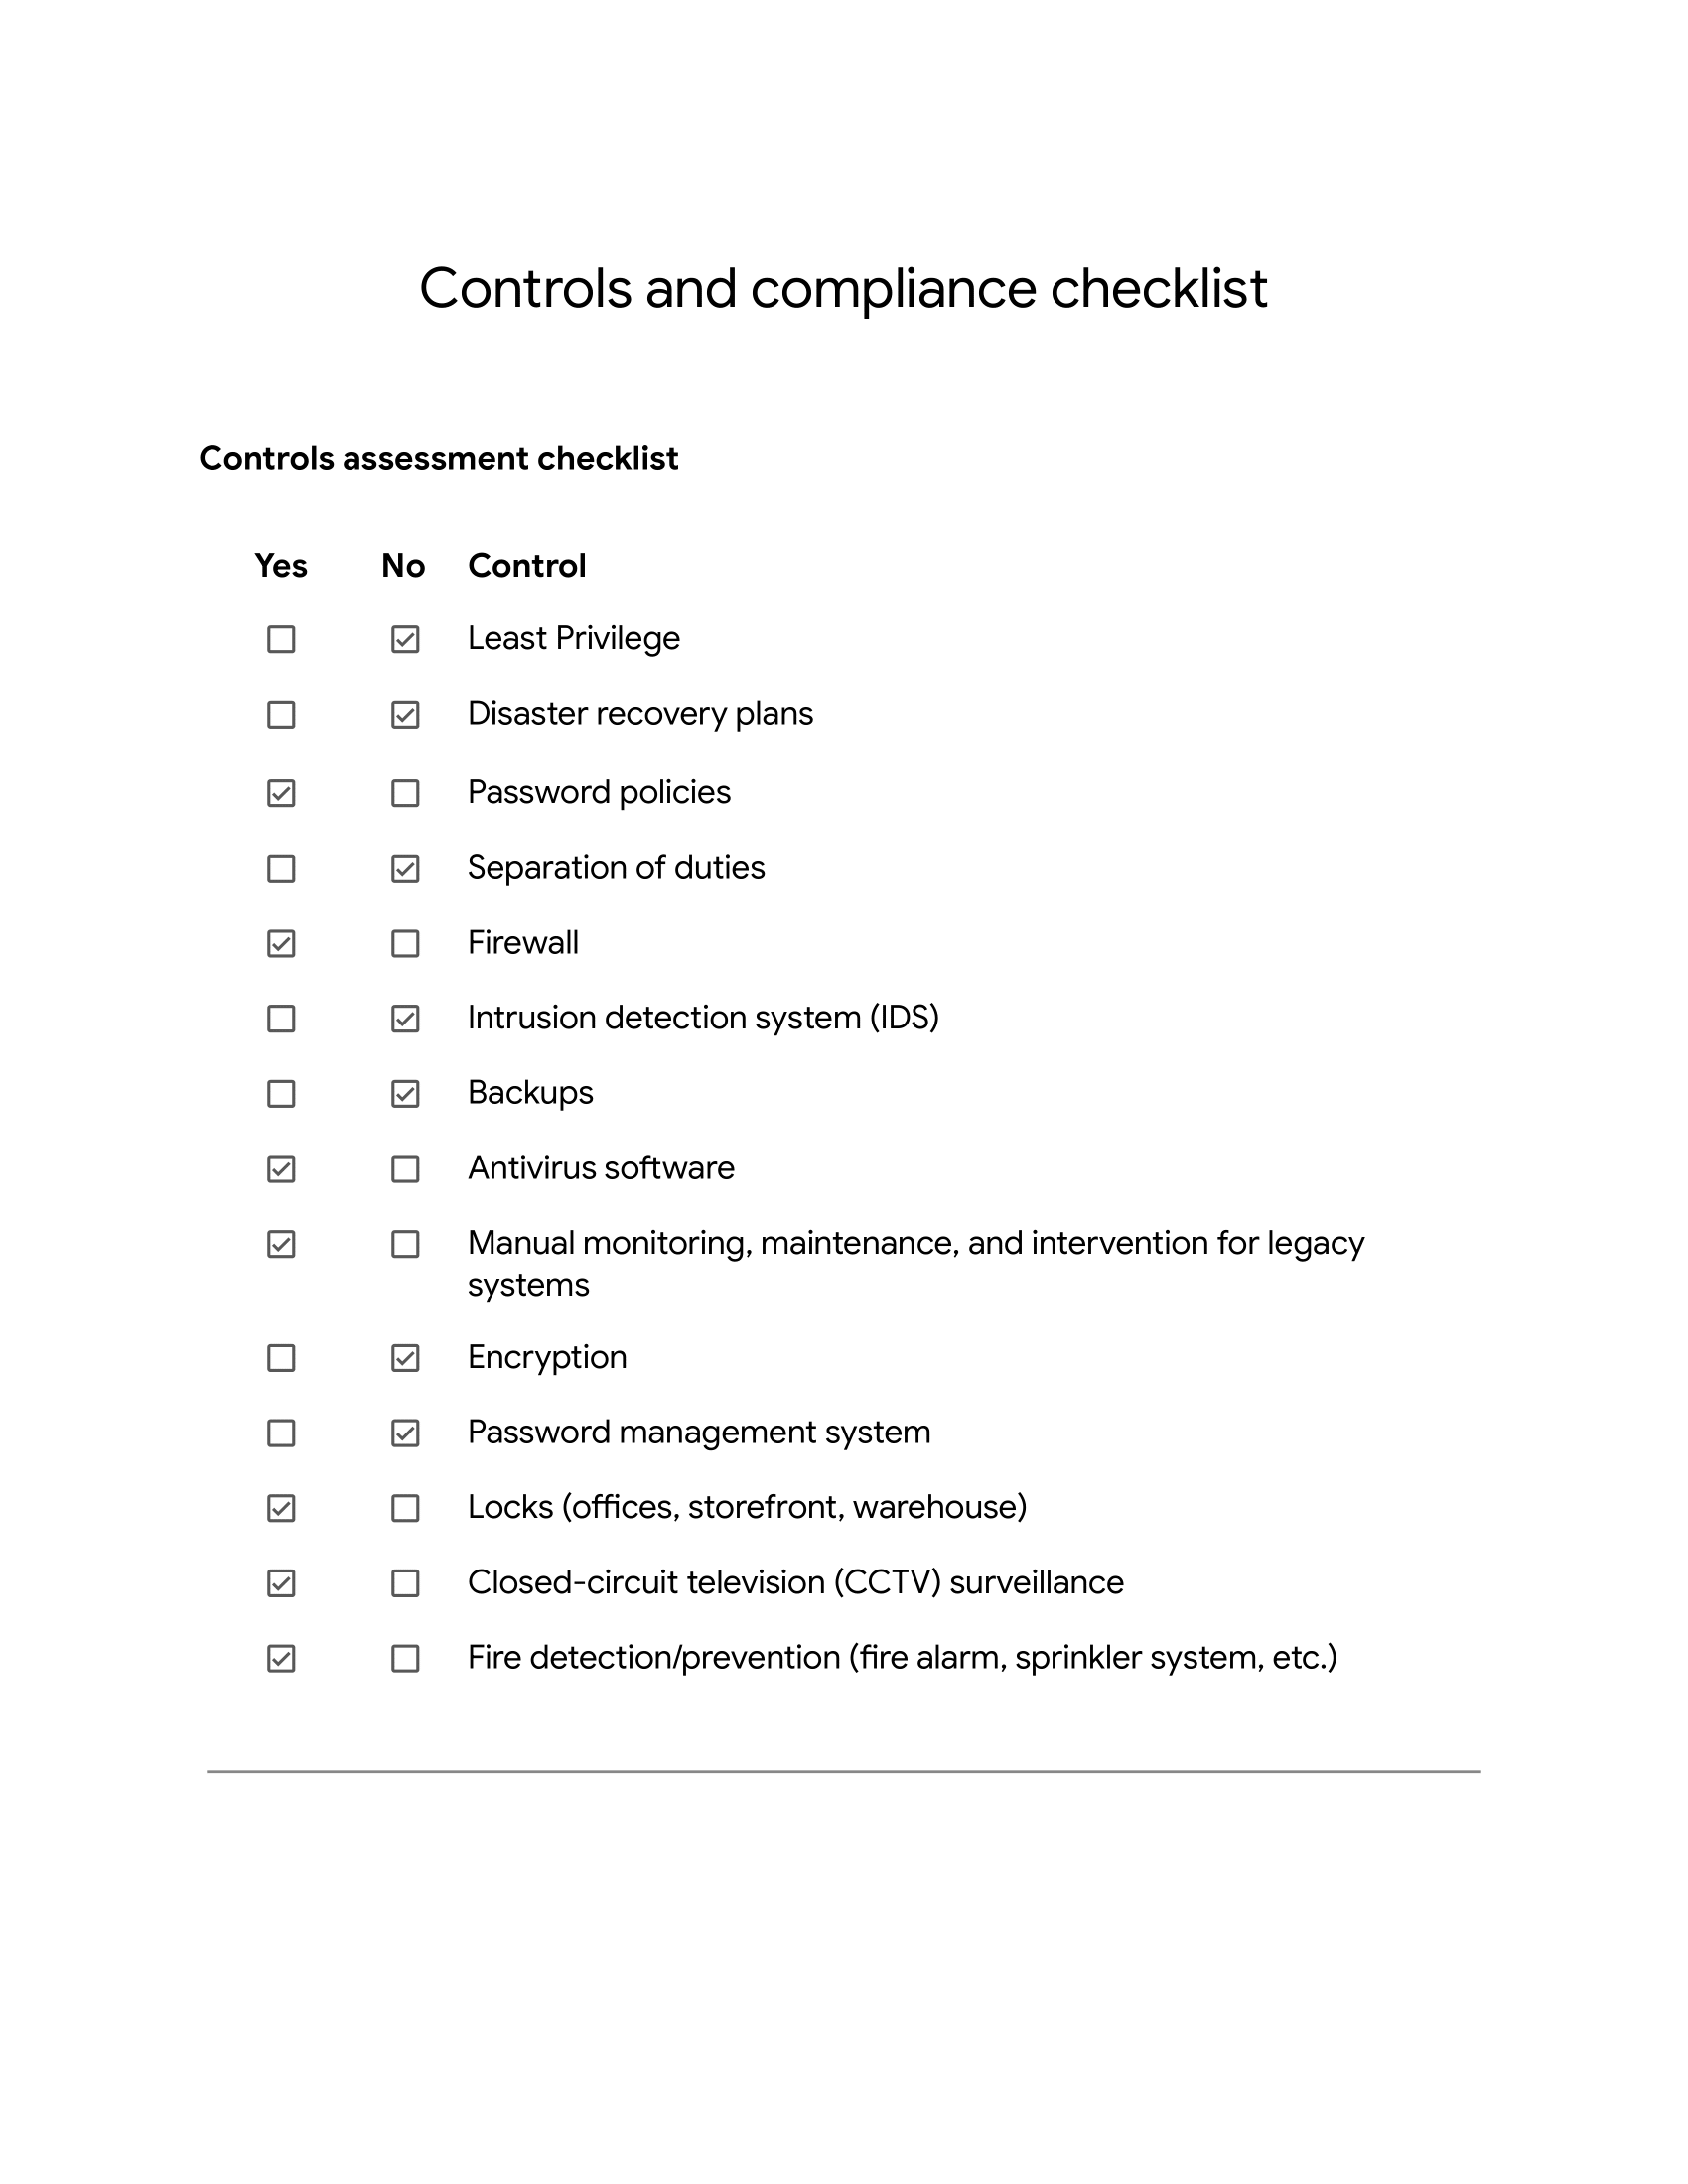 Controls and compliance checklist
Controls assessment checklist
Yes No Control
☐ ☑ Least Privilege
☐ ☑ Disaster recovery plans
☑ ☐ Password policies
☐ ☑ Separation of duties
☑ ☐ Firewall
☐ ☑ Intrusion detection system (IDS)
☐ ☑ Backups
☑ ☐ Antivirus software
☑ ☐ Manual monitoring, maintenance, and intervention for legacy
systems
☐ ☑ Encryption
☐ ☑ Password management system
☑ ☐ Locks (offices, storefront, warehouse)
☑ ☐ Closed-circuit television (CCTV) surveillance
☑ ☐ Fire detection/prevention (fire alarm, sprinkler system, etc.)